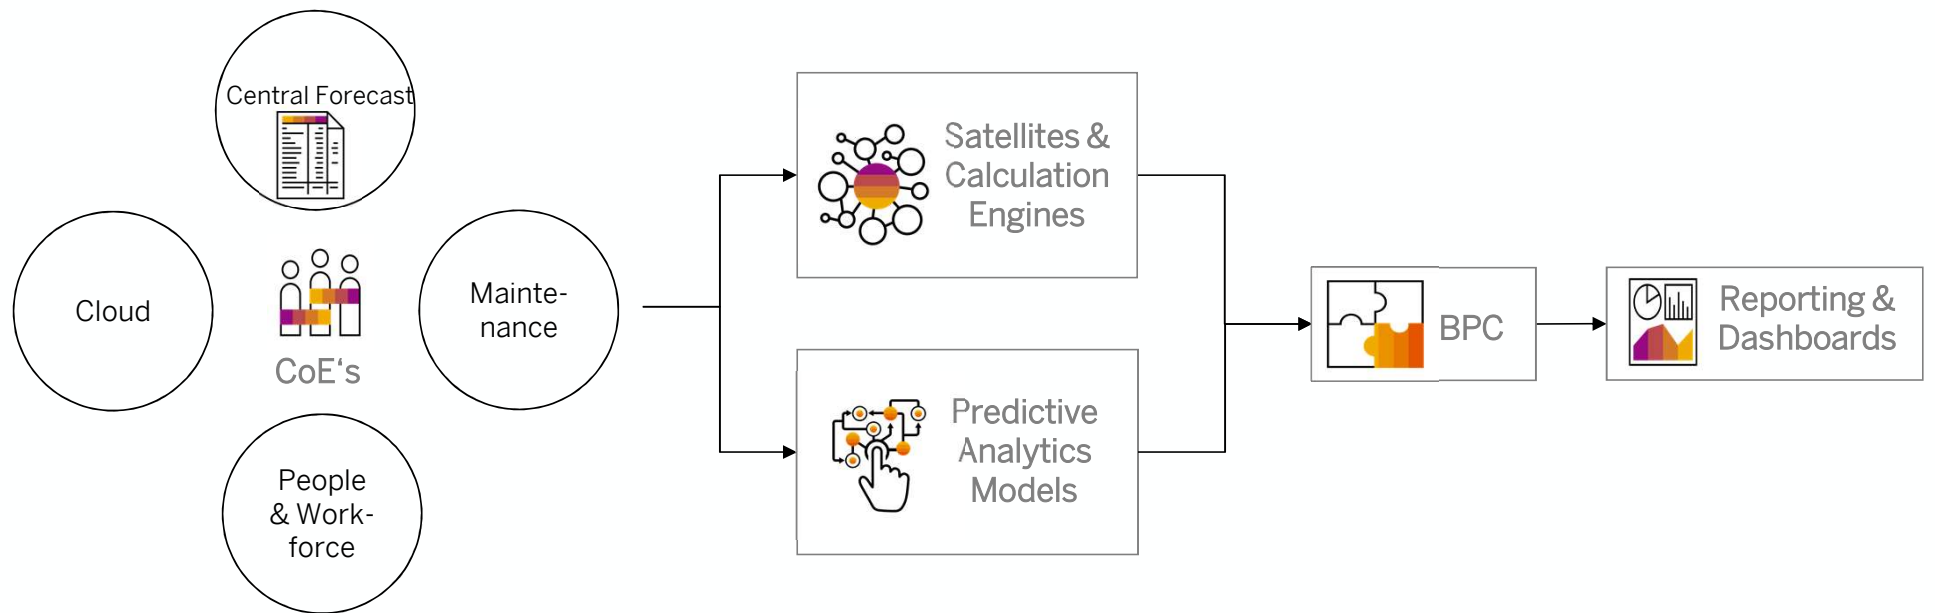 Central Forecast
Cloud
CoE‘s
Mainte-
nance
People
& Work-
force
Satellites &
Calculation
Engines
Predictive
Analytics
Models
BPC
Reporting &
Dashboards